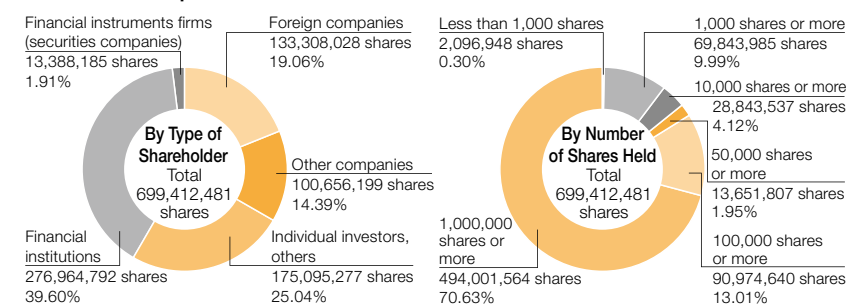 Financial instruments firms
(securities companies)
13,388,185 shares
1.91%
Foreign companies
133,308,028 shares
19.06%
By Type of
Shareholder
Total
699,412,481
shares
Other companies
100,656,199 shares
14.39%
Financial
institutions
276,964,792 shares
39.60%
Individual investors,
others
175,095,277 shares
25.04%
Less than 1,000 shares
2,096,948 shares
0.30%
1,000 shares or more
69,843,985 shares
9.99%
10,000 shares or more
28,843,537 shares
4.12%
By Number
of Shares Held
Total
699,412,481
shares
50,000 shares
or more
13,651,807 shares
1.95%
1,000,000
shares or
more
494,001,564 shares
70.63%
100,000 shares
or more
90,974,640 shares
13.01%